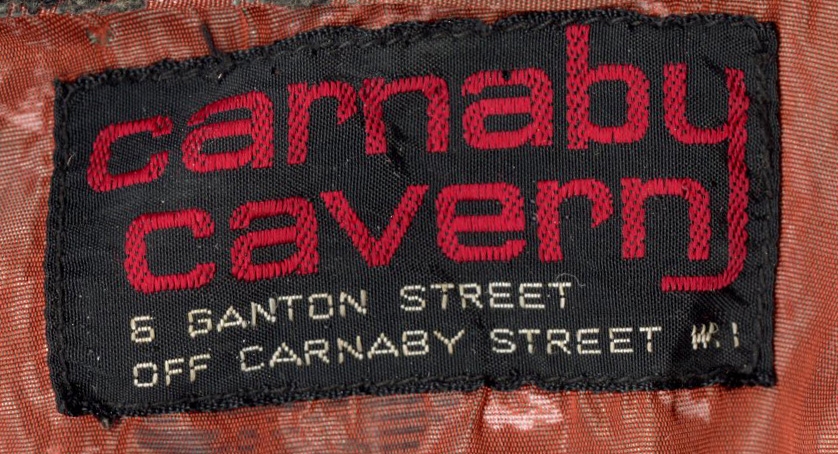 carnaby
cavern
6 GANTON STREET
OFF CARNABY STREET W.1